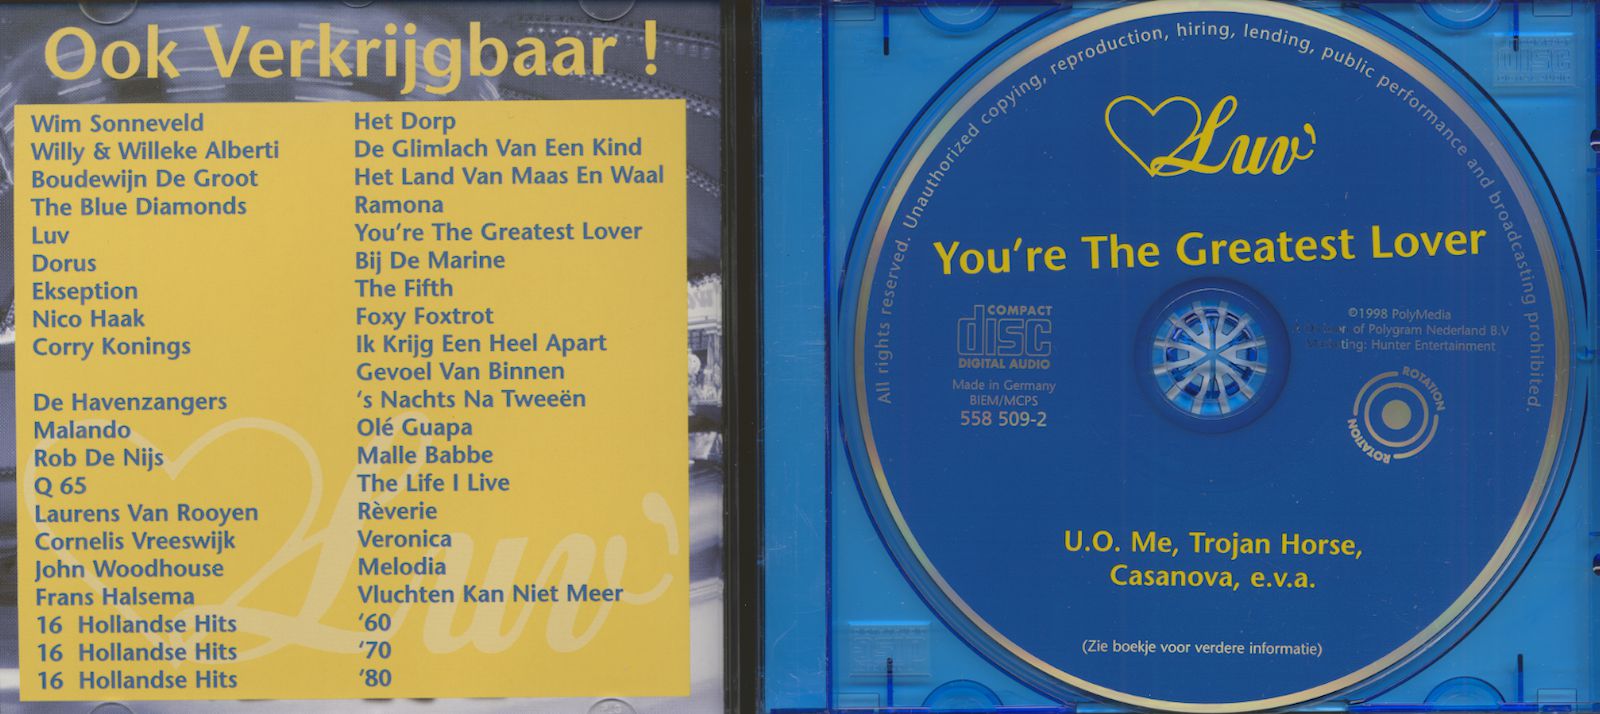 Ook Verkrijgbaar !
Wim Sonneveld Het Dorp
Willy & Willeke Alberti De Glimlach Van Een Kind
Boudewijn De Groot Het Land Van Maas En Waal
The Blue Diamonds Ramona
Luv You're The Greatest Lover
Dorus Bij De Marine
Ekseption The Fifth
Nico Haak Foxy Foxtrot
Corry Konings Ik Krijg Een Heel Apart
Gevoel Van Binnen
De Havenzangers 's Nachts Na Tweeën
Malando Olé Guapa
Rob De Nijs Malle Babbe
Q 65 The Life I Live
Laurens Van Rooyen Rèverie
Cornelis Vreeswijk Veronica
John Woodhouse Melodia
Frans Halsema Vluchten Kan Niet Meer
16 Hollandse Hits '60
16 Hollandse Hits '70
16 Hollandse Hits '80
Luv'
All rights reserved. Unauthorized copying, reproduction, hiring, lending, public performance and broadcasting prohibited.
Luv'
You're The Greatest Lover
COMPACT
disc
DIGITAL AUDIO
Made in Germany
BIEM/MCPS
558 509-2
©1998 PolyMedia
of Polygram Nederland B.V
Hunter Entertainment
ROTATION
ROTATION
U.O. Me, Trojan Horse,
Casanova, e.v.a.
(Zie boekje voor verdere informatie)